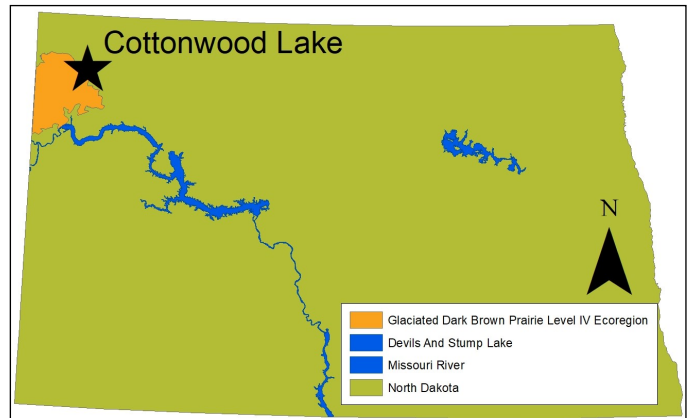 Cottonwood Lake
N
Glaciated Dark Brown Prairie Level IV Ecoregion
Devils And Stump Lake
Missouri River
North Dakota